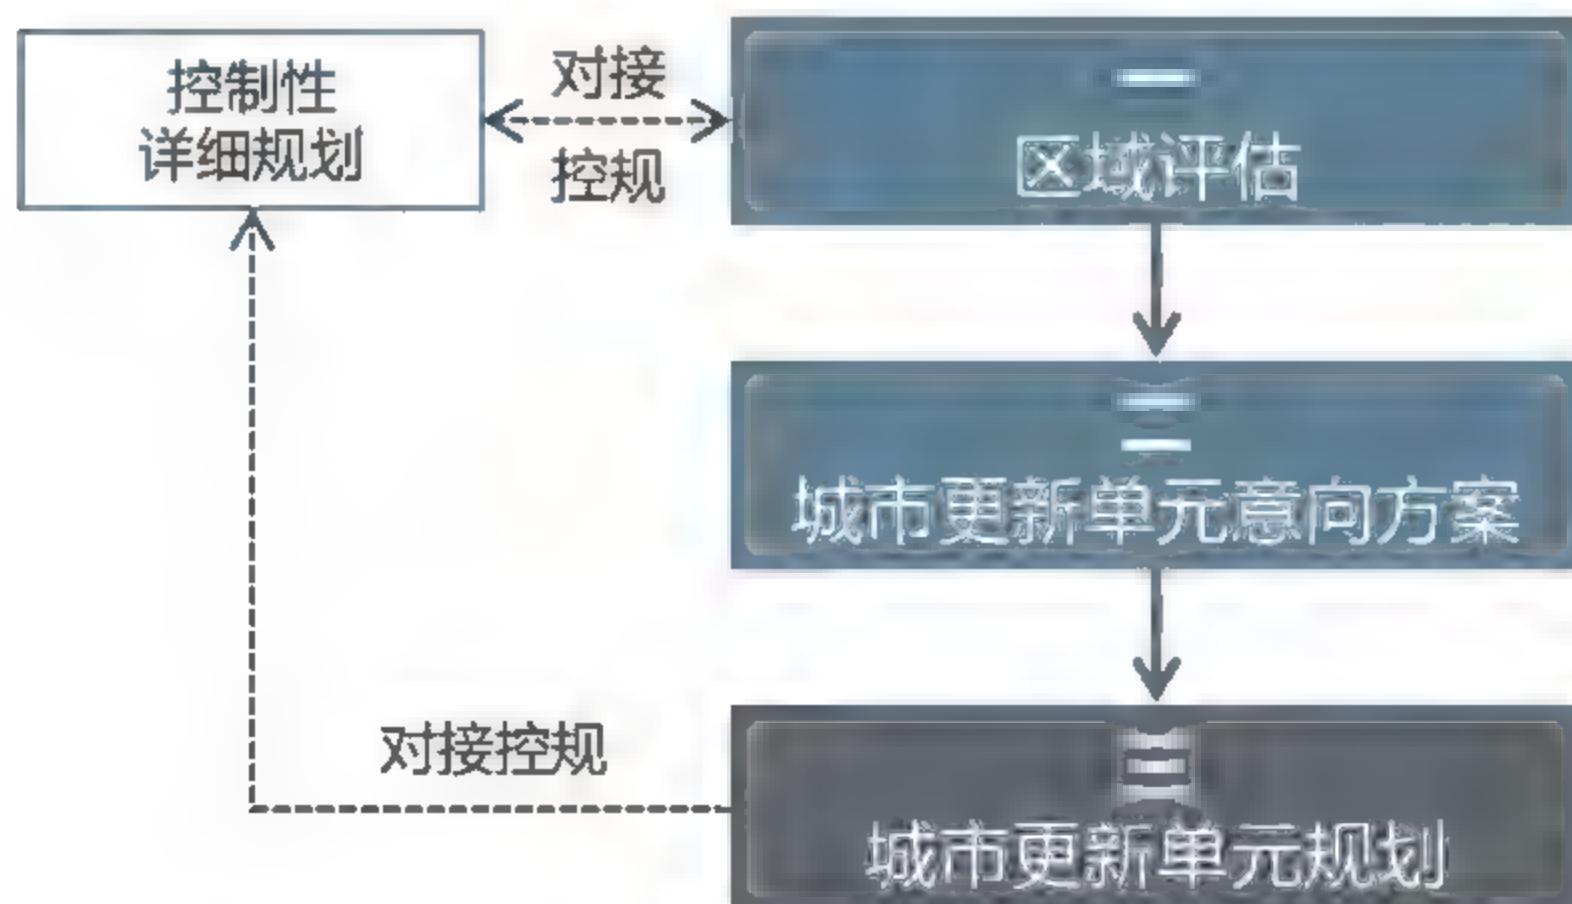 控制性
详细规划
对接
控规
一
区域评估
二
城市更新单元意向方案
对接控规
三
城市更新单元规划